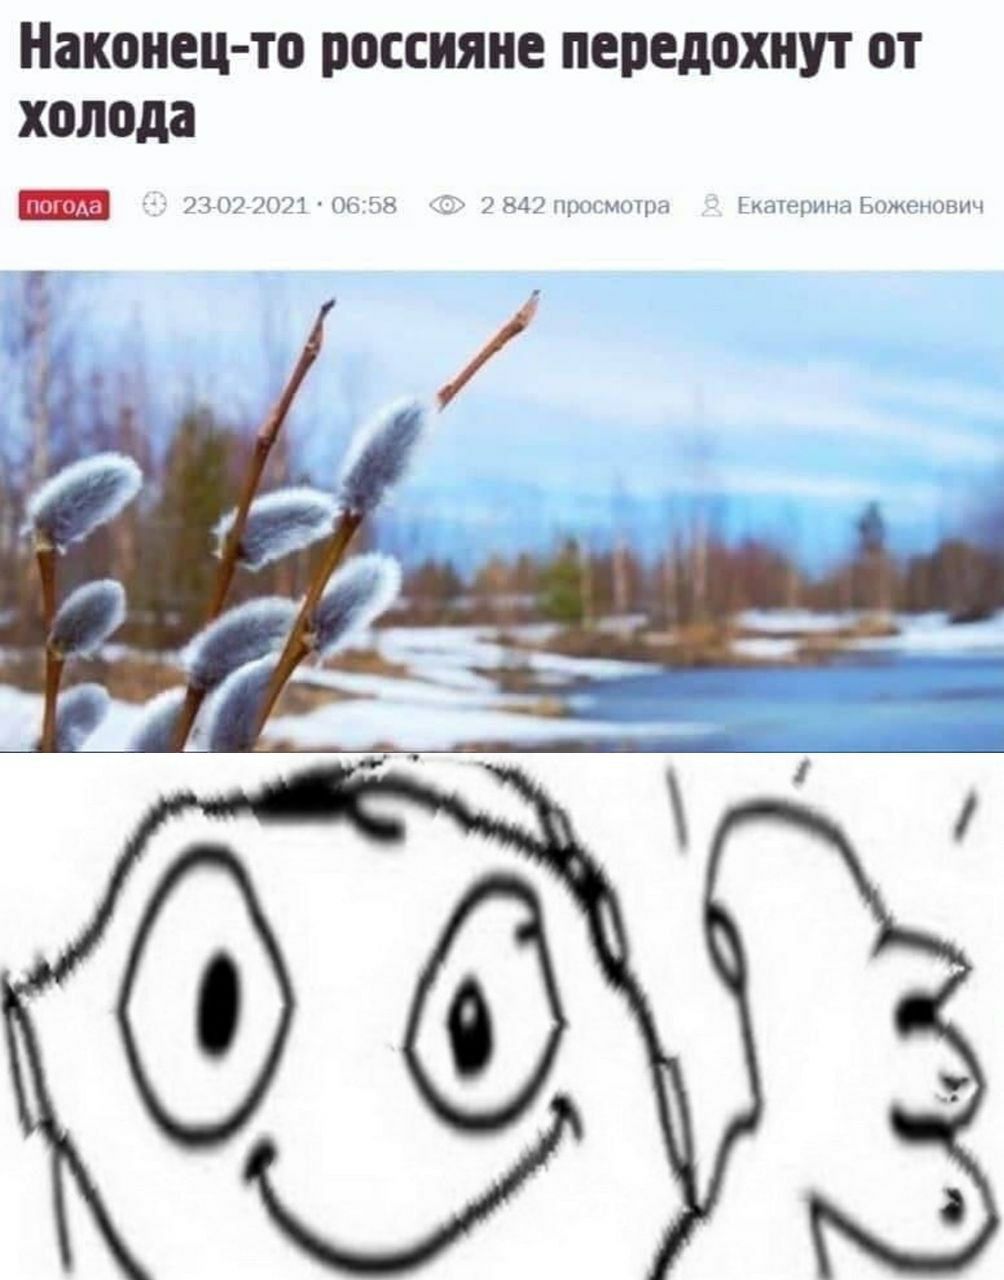 Наконец-то россияне передохнут от
холода
погода 23-02-2021 · 06:58 2 842 просмотра Екатерина Боженович